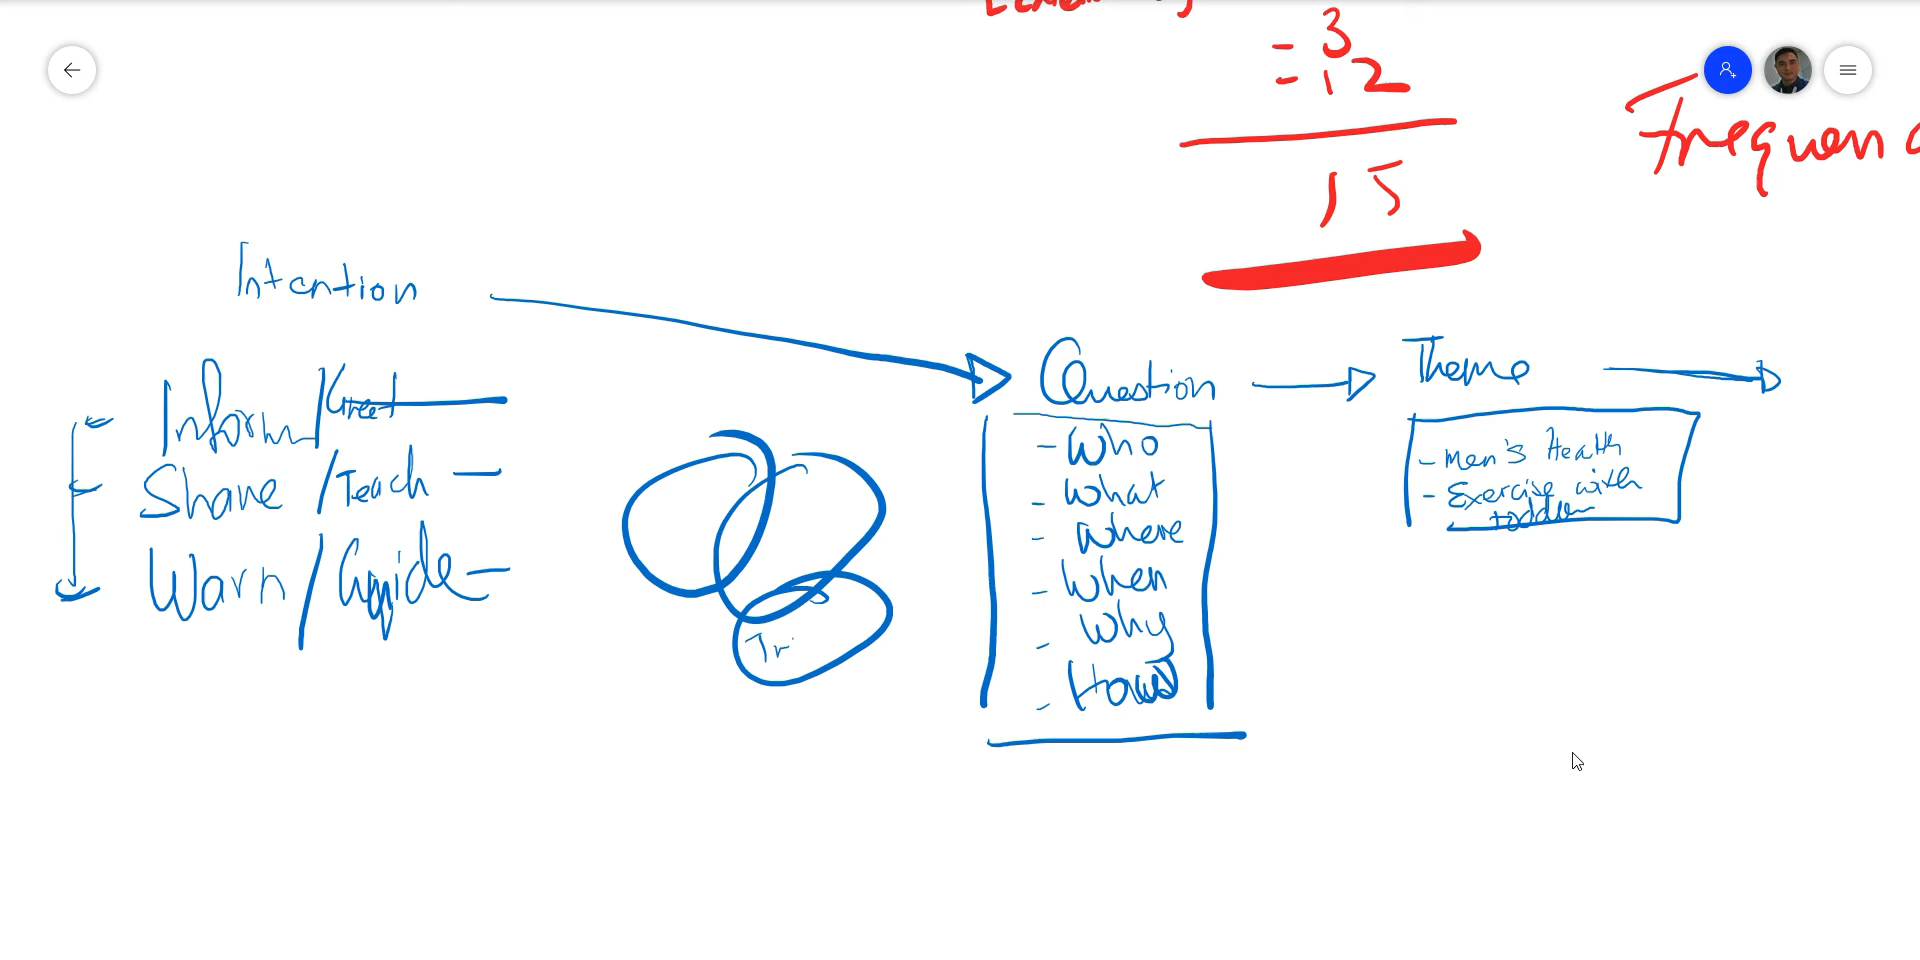 - 3
- 12
15
Frequen
Intention
Inform/Greet
Share/Teach -
Warn/Guide -
Tr
Question
- Who
- What
- Where
- When
- Why
- How
Theme
- Men's Health
- Exercise with
toddler